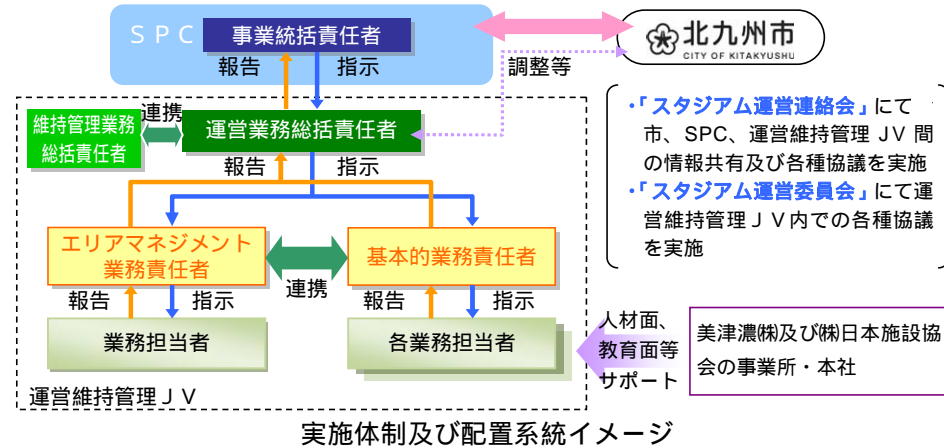 SPC
事業統括責任者
北九州市
CITY OF KITAKYUSHU
報告
指示
調整等
連携
維持管理業務
総括責任者
運営業務総括責任者
報告
指示
・「スタジアム運営連絡会」にて
市、SPC、運営維持管理 JV 間
の情報共有及び各種協議を実施
・「スタジアム運営委員会」にて運
営維持管理JV内での各種協議
を実施
エリアマネジメント
業務責任者
連携
基本的業務責任者
報告
指示
報告
指示
業務担当者
各業務担当者
人材面、
教育面等
サポート
美津濃㈱及び㈱日本施設協
会の事業所・本社
運営維持管理JV
実施体制及び配置系統イメージ